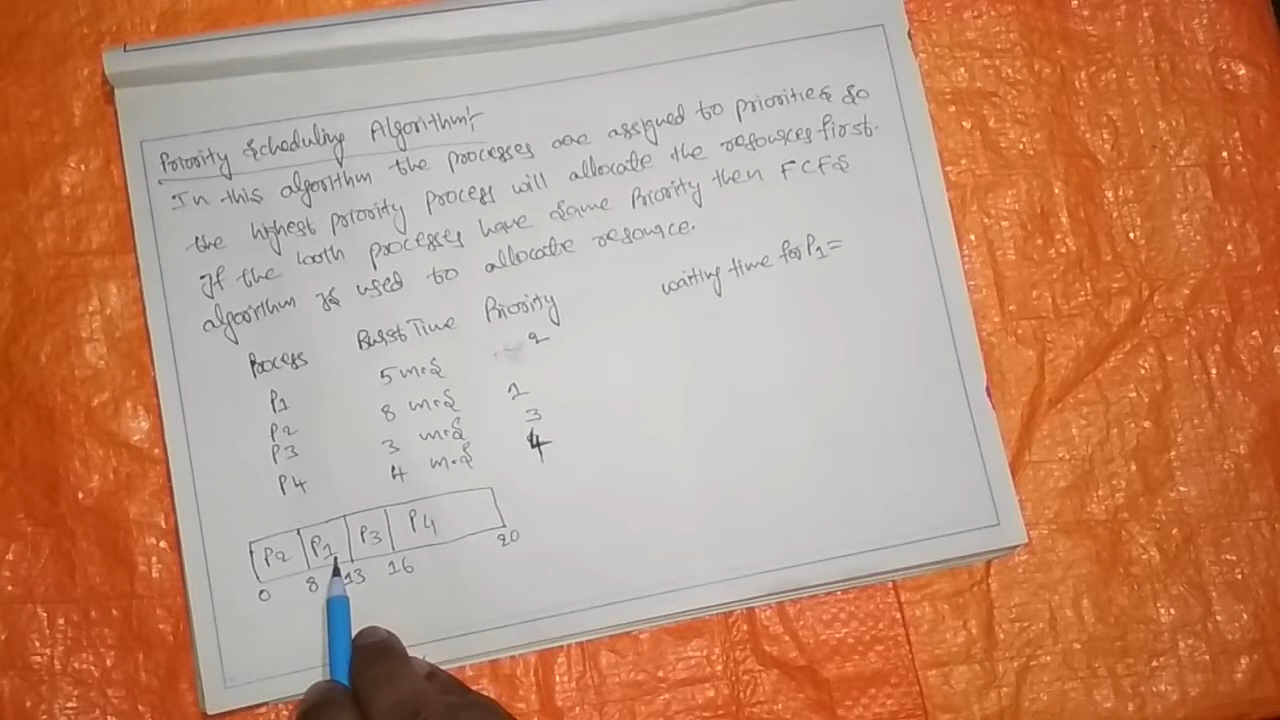 Priority Scheduling Algorithm:
In this algorithm the processes are assigned to priorities so
the highest priority process will allocate the resources first.
If the both processes have same Priority then FCFS
algorithm is used to allocate resource.
waiting time for P1=
Process Burst Time Priority
P1 5 m.s 2
P2 8 m.s 1
P3 3 m.s 3
P4 4 m.s 4
P2 P1 P3 P4
0 8 13 16 20